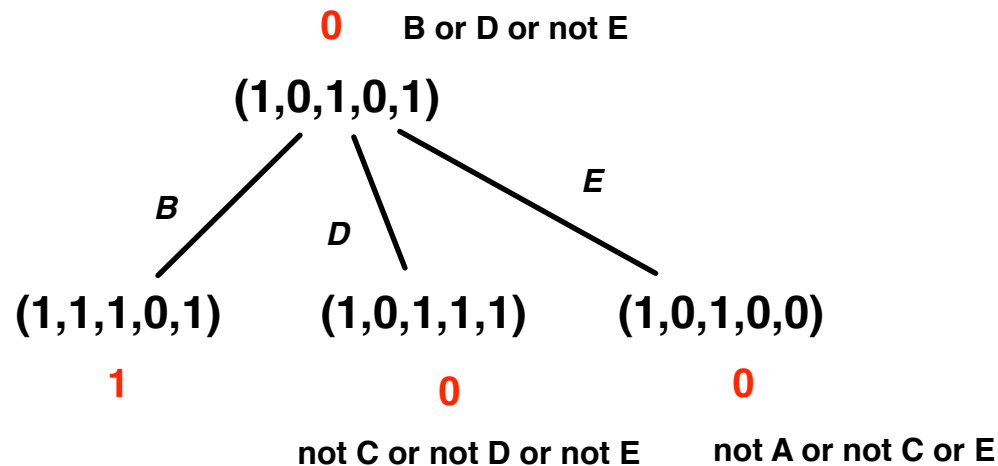 0 B or D or not E
(1,0,1,0,1)
B
D
E
(1,1,1,0,1) (1,0,1,1,1) (1,0,1,0,0)
1 0 0
not C or not D or not E not A or not C or E